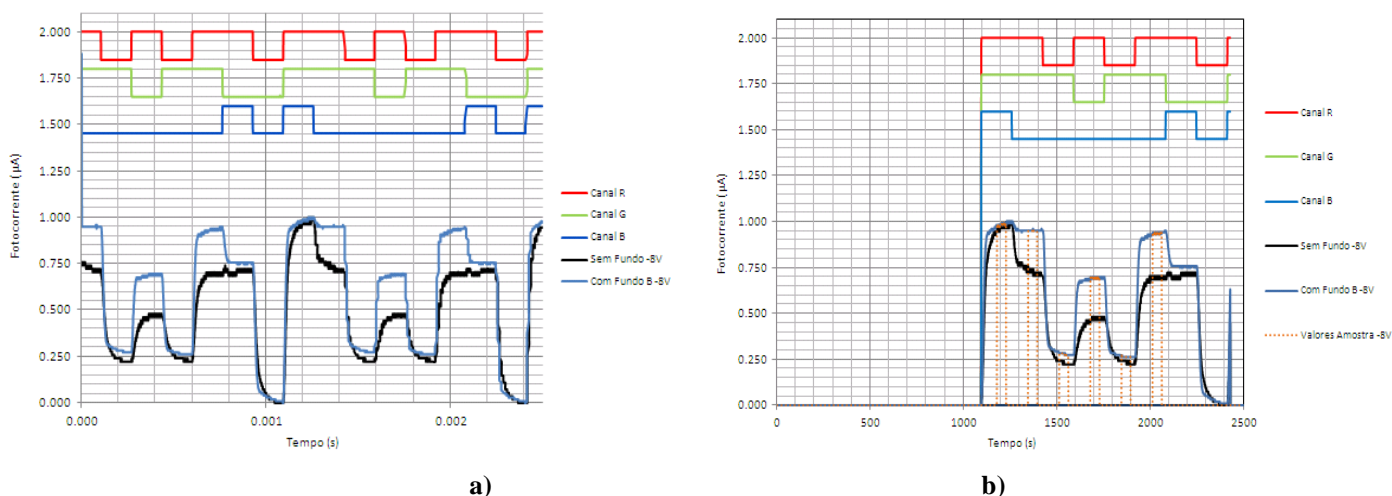 2.000
1.750
1.500
1.250
1.000
0.750
0.500
0.250
0.000
Fotocorrente (µA)
0.000
0.001
0.002
Tempo (s)
Canal R
Canal G
Canal B
Sem Fundo -8V
Com Fundo B -8V
a)
2.000
1.750
1.500
1.250
1.000
0.750
0.500
0.250
0.000
Fotocorrente (µA)
0
500
1000
1500
2000
2500
Tempo (s)
Canal R
Canal G
Canal B
Sem Fundo -8V
Com Fundo B -8V
Valores Amostra -8V
b)